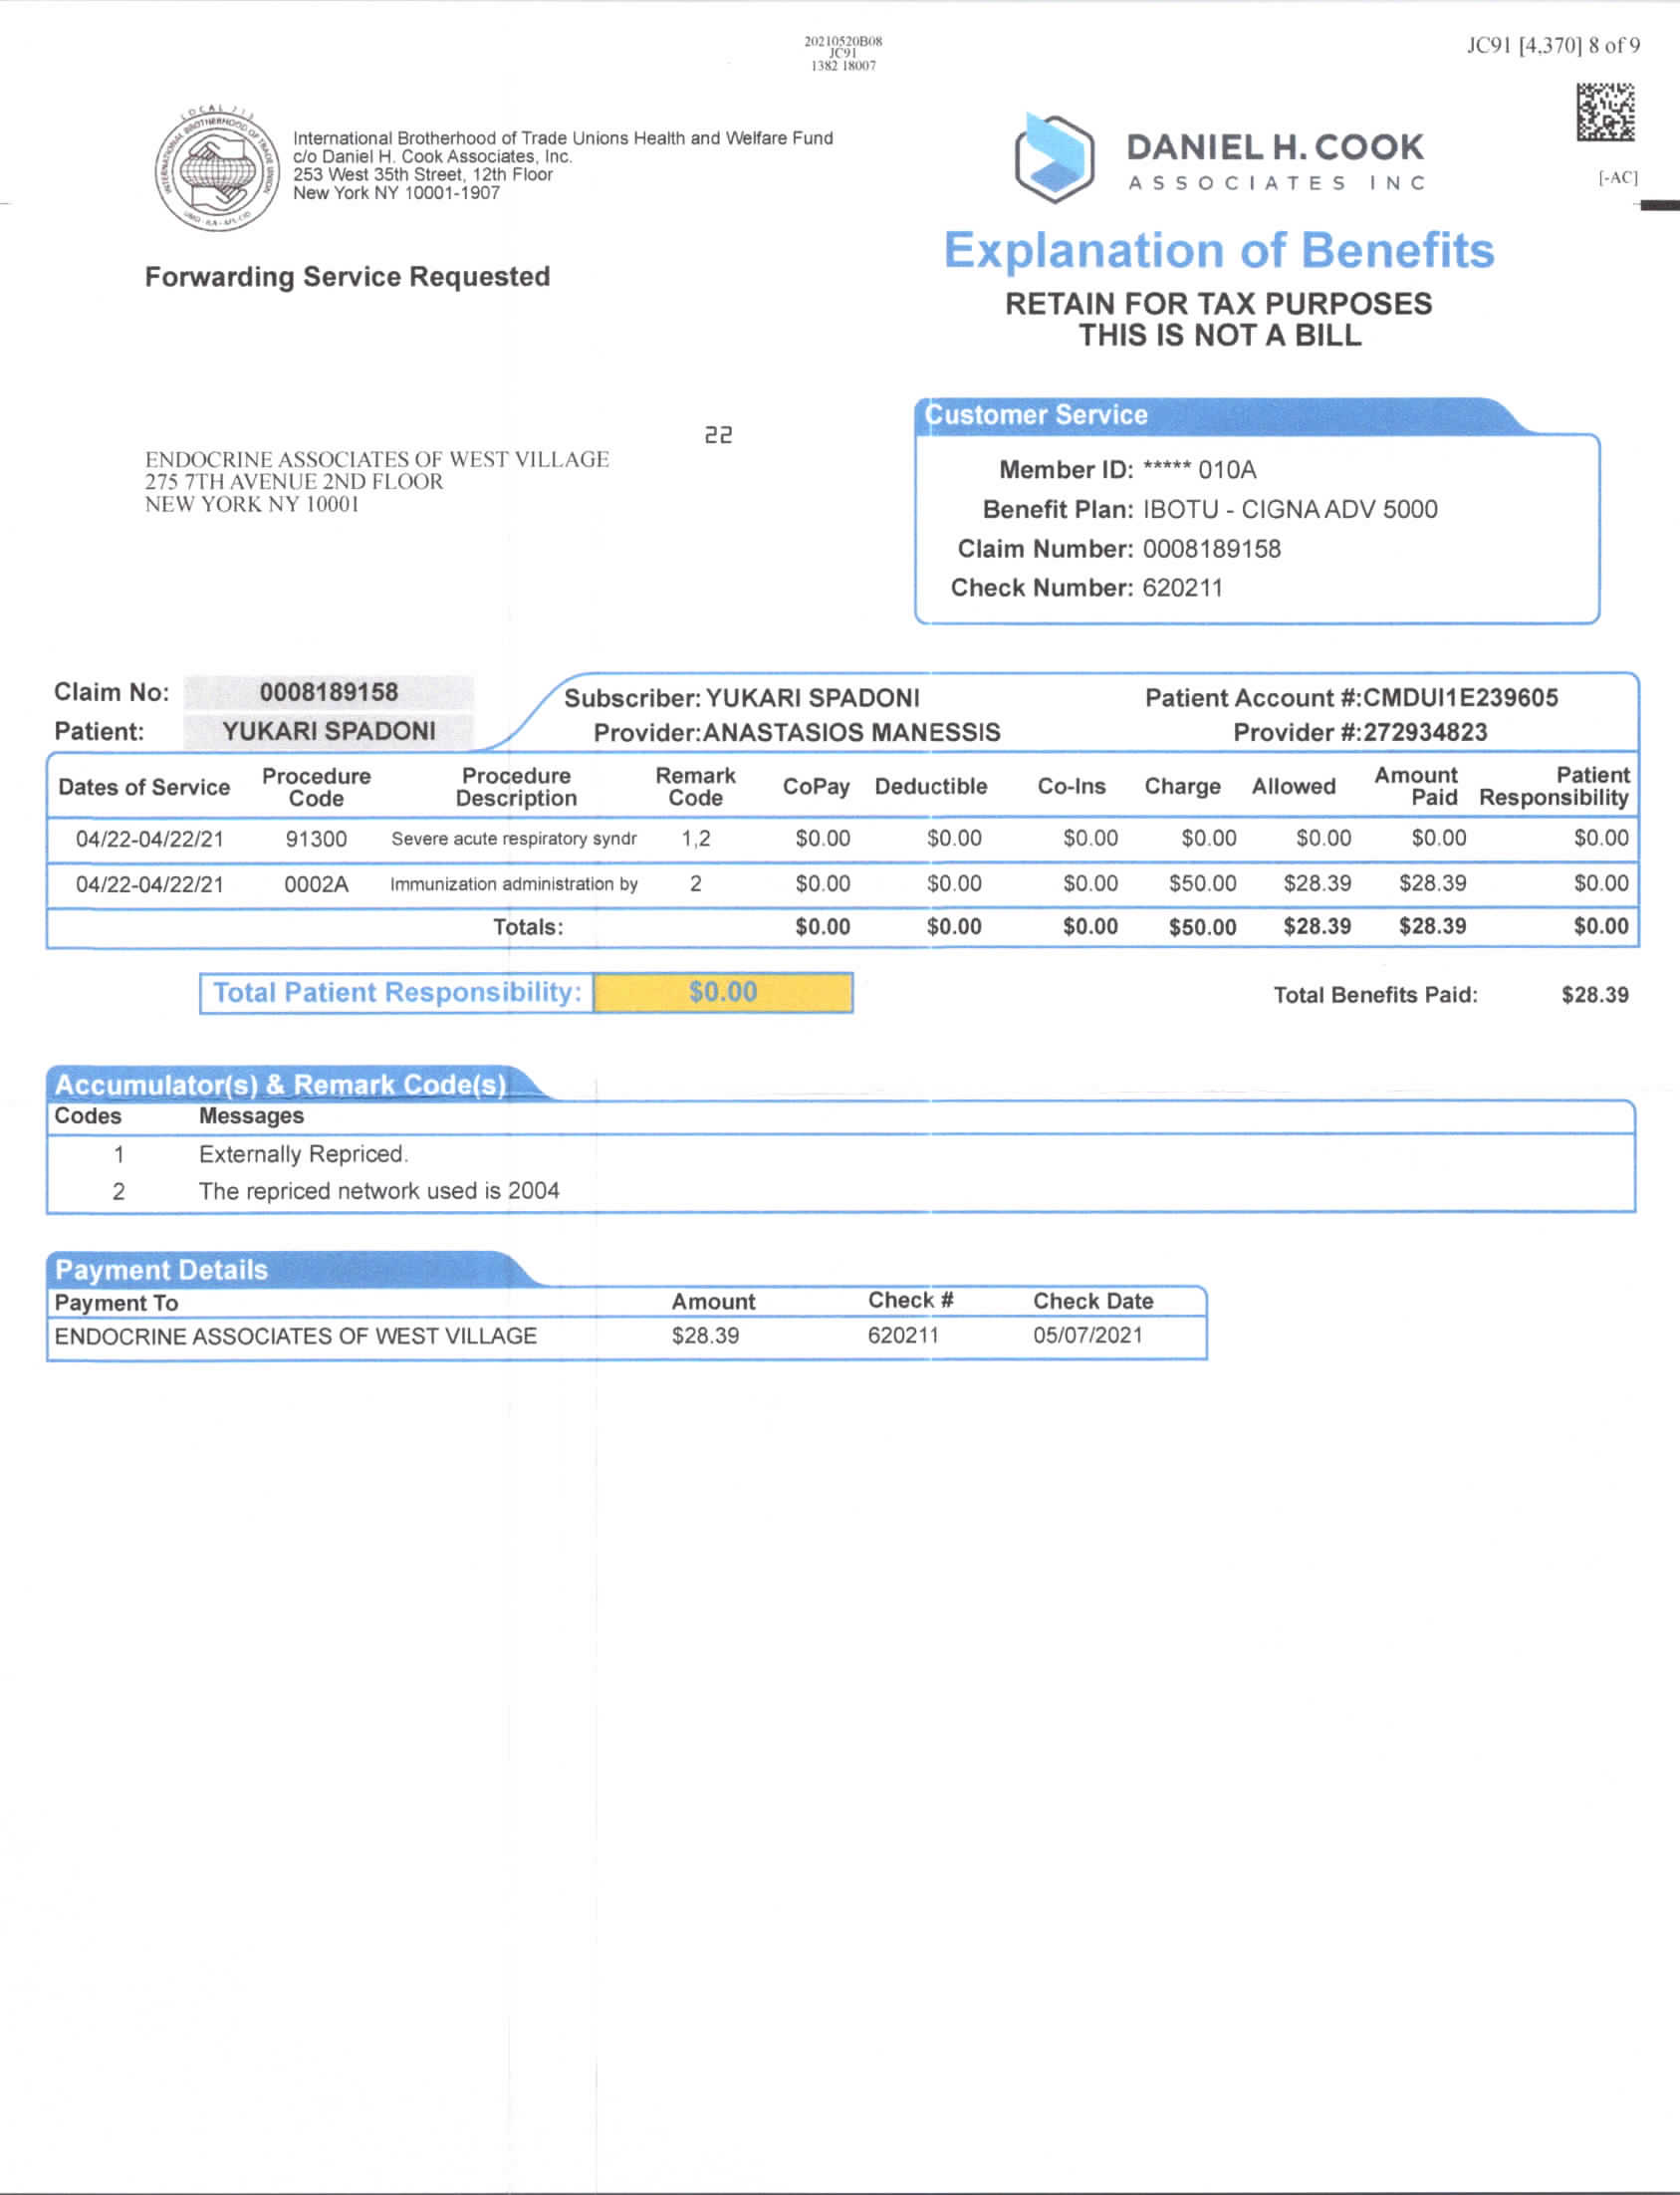 20210520B08
JC91
1382 18007
JC91 [4,370] 8 of 9
[-AC]
International Brotherhood of Trade Unions Health and Welfare Fund
c/o Daniel H. Cook Associates, Inc.
253 West 35th Street, 12th Floor
New York NY 10001-1907
DANIEL H. COOK
ASSOCIATES INC
Explanation of Benefits
RETAIN FOR TAX PURPOSES
THIS IS NOT A BILL
Forwarding Service Requested
22
ENDOCRINE ASSOCIATES OF WEST VILLAGE
275 7TH AVENUE 2ND FLOOR
NEW YORK NY 10001
Customer Service
Member ID: ***** 010A
Benefit Plan: IBOTU - CIGNA ADV 5000
Claim Number: 0008189158
Check Number: 620211
Claim No: 0008189158
Patient: YUKARI SPADONI
Subscriber: YUKARI SPADONI Patient Account #:CMDUI1E239605
Provider:ANASTASIOS MANESSIS Provider #:272934823
Dates of Service Procedure Code Procedure Description Remark Code CoPay Deductible Co-Ins Charge Allowed Amount Paid Patient Responsibility
04/22-04/22/21 91300 Severe acute respiratory syndr 1,2 $0.00 $0.00 $0.00 $0.00 $0.00 $0.00 $0.00
04/22-04/22/21 0002A Immunization administration by 2 $0.00 $0.00 $0.00 $50.00 $28.39 $28.39 $0.00
Totals: $0.00 $0.00 $0.00 $50.00 $28.39 $28.39 $0.00
Total Patient Responsibility: $0.00
Total Benefits Paid: $28.39
Accumulator(s) & Remark Code(s)
Codes Messages
1 Externally Repriced.
2 The repriced network used is 2004
Payment Details
Payment To Amount Check # Check Date
ENDOCRINE ASSOCIATES OF WEST VILLAGE $28.39 620211 05/07/2021